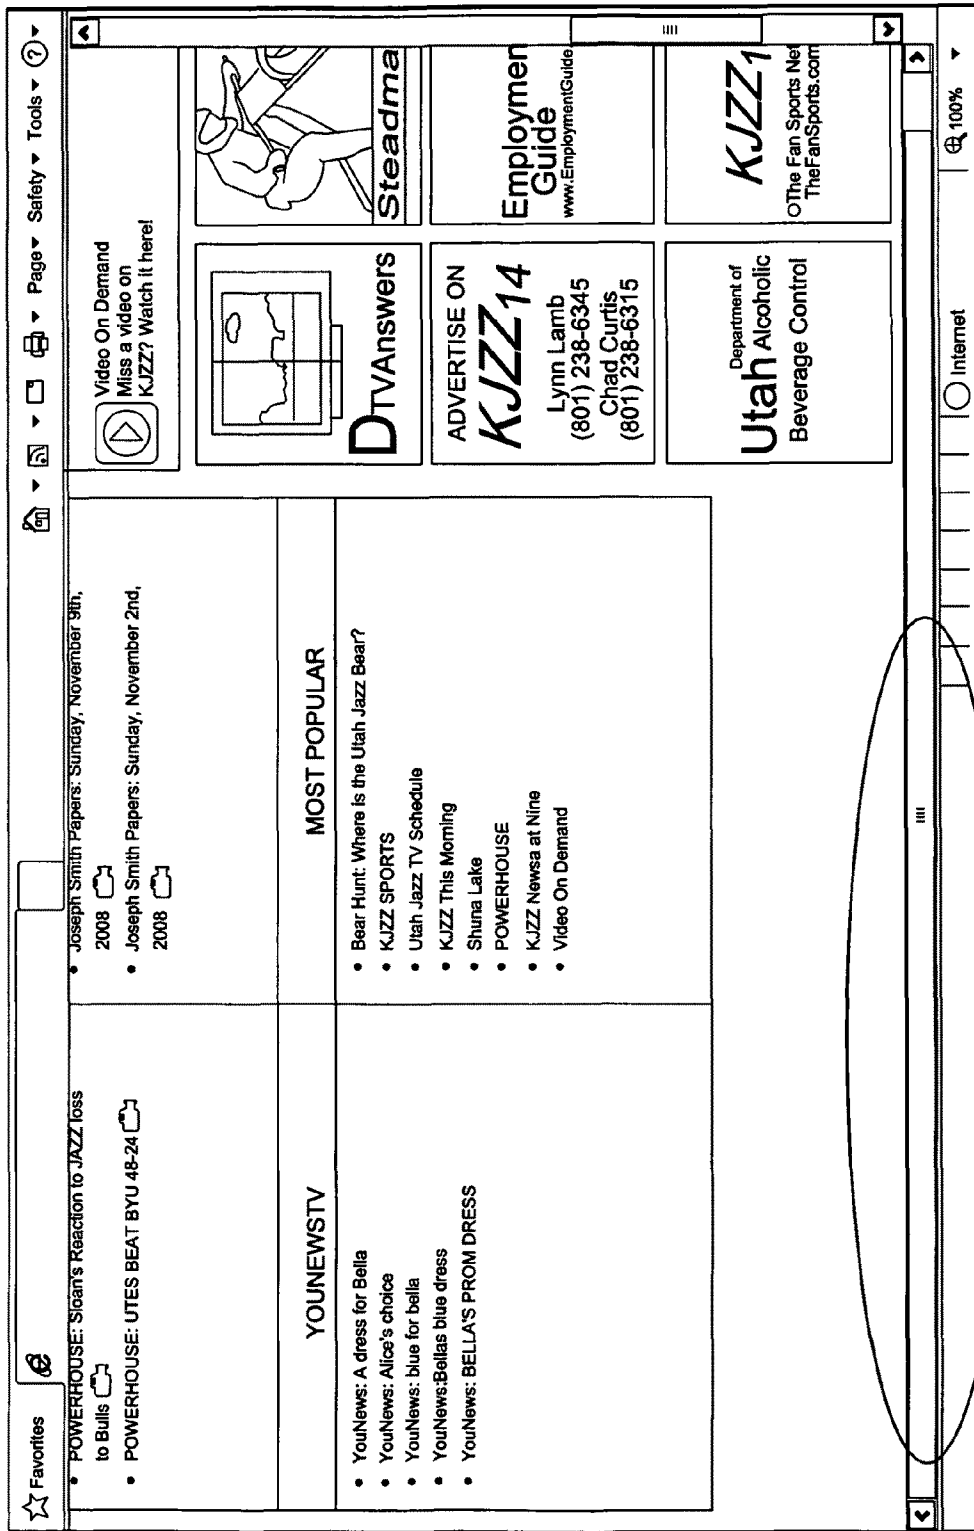 Favorites
Page Safety Tools ?
POWERHOUSE: Sloan's Reaction to JAZZ loss
to Bulls
POWERHOUSE: UTES BEAT BYU 48-24
Joseph Smith Papers: Sunday, November 9th,
2008
Joseph Smith Papers: Sunday, November 2nd,
2008
YOUNEWSTV
YouNews: A dress for Bella
YouNews: Alice's choice
YouNews: blue for bella
YouNews:Bellas blue dress
YouNews: BELLA'S PROM DRESS
MOST POPULAR
Bear Hunt: Where is the Utah Jazz Bear?
KJZZ SPORTS
Utah Jazz TV Schedule
KJZZ This Morning
Shuna Lake
POWERHOUSE
KJZZ Newsa at Nine
Video On Demand
Video On Demand
Miss a video on
KJZZ? Watch it here!
DTVAnswers
Steadma
ADVERTISE ON
KJZZ14
Lynn Lamb
(801) 238-6345
Chad Curtis
(801) 238-6315
Employmen
Guide
www.EmploymentGuide
Department of
Utah Alcoholic
Beverage Control
KJZZ1
The Fan Sports Net
TheFanSports.com
Internet
100%